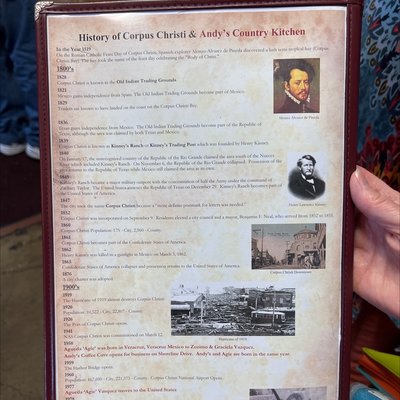 History of Corpus Christi & Andy's Country Kitchen
In the Year 1519
On the Roman Catholic Feast Day of Corpus Christi, Spanish explorer Alonzo Alvarez de Pineda discovered a lush semi-tropical bay (Corpus
Christi Bay). The bay took the name of the feast day celebrating the "Body of Christ."
1800's
1820
Corpus Christi is known as the Old Indian Trading Grounds.
1821
Mexico gains independence from Spain. The Old Indian Trading Grounds become part of Mexico.
1829
Traders are known to have landed on the coast on the Corpus Christi Bay.
Alonzo Alvarez de Pineda
1836
Texas gains independence from Mexico. The Old Indian Trading Grounds become part of the Republic of
Texas, although the area was claimed by both Texas and Mexico.
1839
Corpus Christi is known as Kinney's Ranch or Kinney's Trading Post which was founded by Henry Kinney.
1840
On January 17, the unrecognized country of the Republic of the Rio Grande claimed the area south of the Nueces
River which included Kinney's Ranch. On November 6, the Republic of the Rio Grande collapsed. Possession of the
area returns to the Republic of Texas while Mexico still claimed the area as its own.
1845
Kinney's Ranch became a major military outpost with the concentration of half the Army under the command of
Zachary Taylor. The United States annexes the Republic of Texas on December 29. Kinney's Ranch becomes part of
the United States of America.
Henry Lawrence Kinney
1847
The city took the name Corpus Christi because a "more definite postmark for letters was needed."
1852
Corpus Christi was incorporated on September 9. Residents elected a city council and a mayor, Benjamin F. Neal, who served from 1852 to 1855.
1860
Corpus Christi Population: 175 - City, 2,906 - County.
1861
Corpus Christi becomes part of the Confederate States of America.
1862
Henry Kinney was killed in a gunfight in Mexico on March 3, 1862.
1865
Confederate States of America collapses and possession returns to the United States of America.
1876
A city charter was adopted.
Corpus Christi Downtown
1900's
1919
The Hurricane of 1919 almost destroys Corpus Christi
1920
Population: 10,522 - City, 22,807 - County.
1926
The Port of Corpus Christi opens.
1941
NAS Corpus Christi was commissioned on March 12.
Hurricane of 1919
1958
Agueda 'Agie' was born at Veracruz, Veracruz Mexico to Zozimo & Graciela Vazquez.
Andy's Coffee Cove opens for business on Shoreline Drive. Andy's and Agie are born in the same year.
1959
The Harbor Bridge opens.
1960
Population: 167,690 - City, 221,573 - County. Corpus Christi National Airport Opens.
1977
Agueda 'Agie' Vazquez moves to the United States